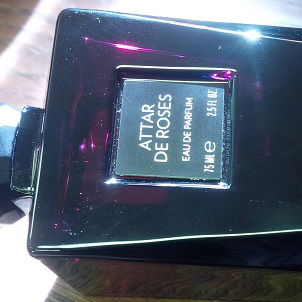 ATTAR
DE ROSES
EAU DE PARFUM
75 ML e 2.5 fl OZ